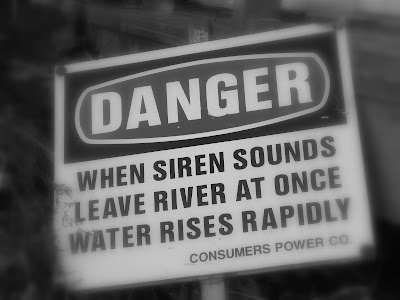 DANGER
WHEN SIREN SOUNDS
LEAVE RIVER AT ONCE
WATER RISES RAPIDLY
CONSUMERS POWER CO.